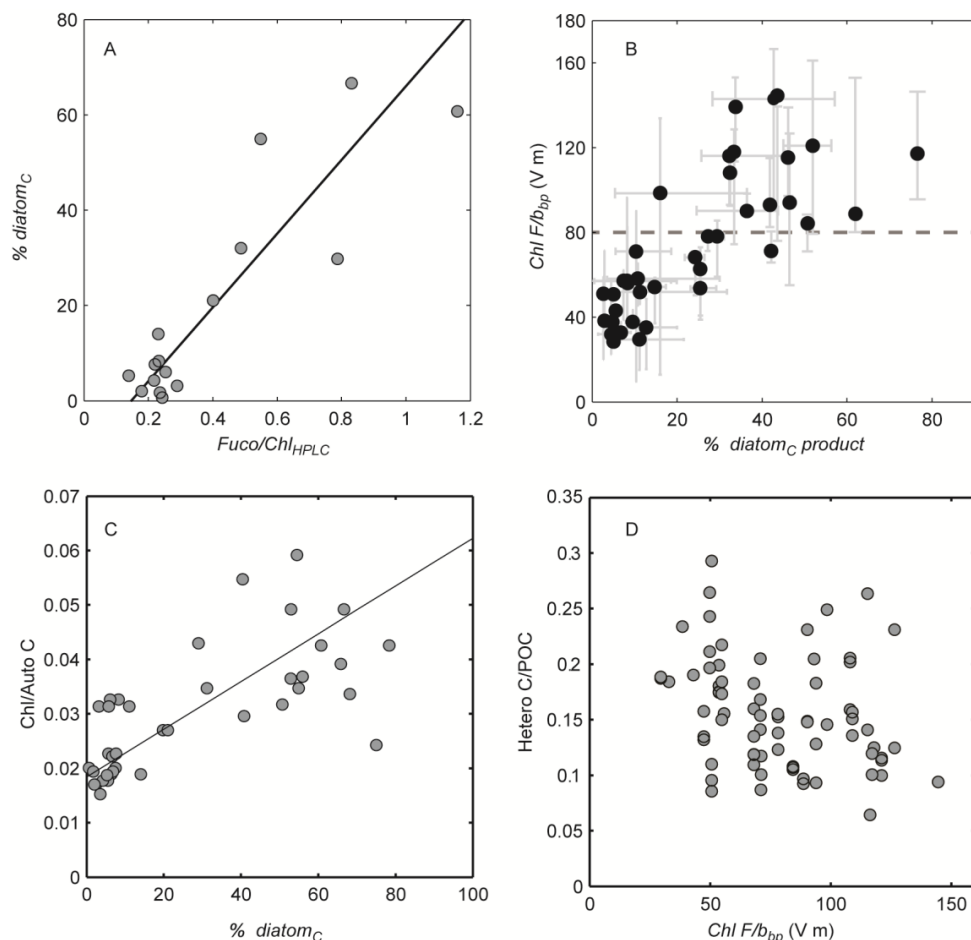 A
80
60
40
20
0
% diatom_C
0 0.2 0.4 0.6 0.8 1 1.2
Fuco/Chl_HPLC
B
180
160
140
120
100
80
60
40
20
0
Chl F/b_bp (V m)
0 20 40 60 80
% diatom_C product
C
0.07
0.06
0.05
0.04
0.03
0.02
0.01
0
Chl/Auto C
0 20 40 60 80 100
% diatom_C
D
0.35
0.3
0.25
0.2
0.15
0.1
0.05
0
Hetero C/POC
0 50 100 150
Chl F/b_bp (V m)